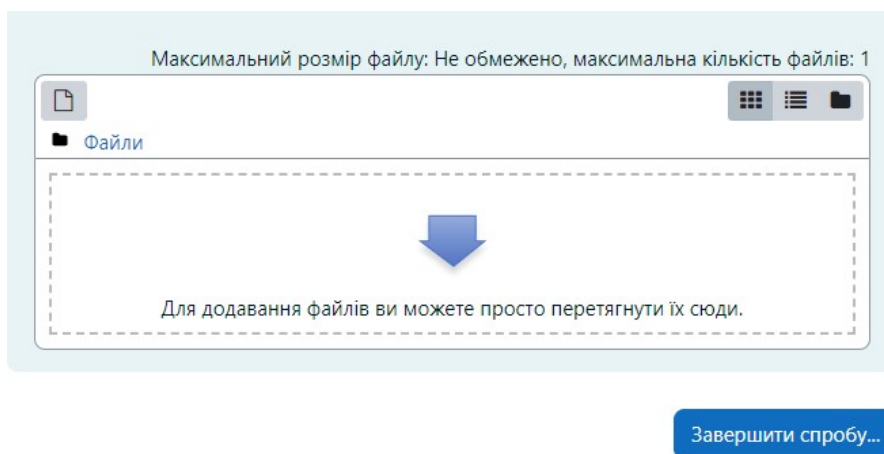 Максимальний розмір файлу: Не обмежено, максимальна кількість файлів: 1
Файли
Для додавання файлів ви можете просто перетягнути їх сюди.
Завершити спробу...